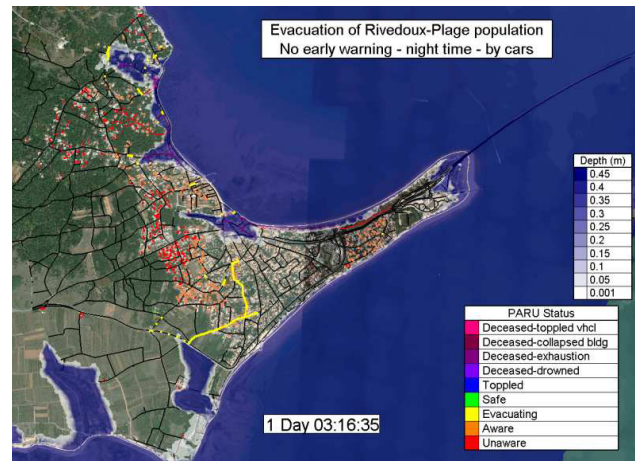 Evacuation of Rivedoux-Plage population
No early warning - night time - by cars
Depth (m)
0.45
0.4
0.35
0.3
0.25
0.2
0.15
0.1
0.05
0.001
PARU Status
Deceased-toppled vhcl
Deceased-collapsed bldg
Deceased-exhaustion
Deceased-drowned
Toppled
Safe
Evacuating
Aware
Unaware
1 Day 03:16:35